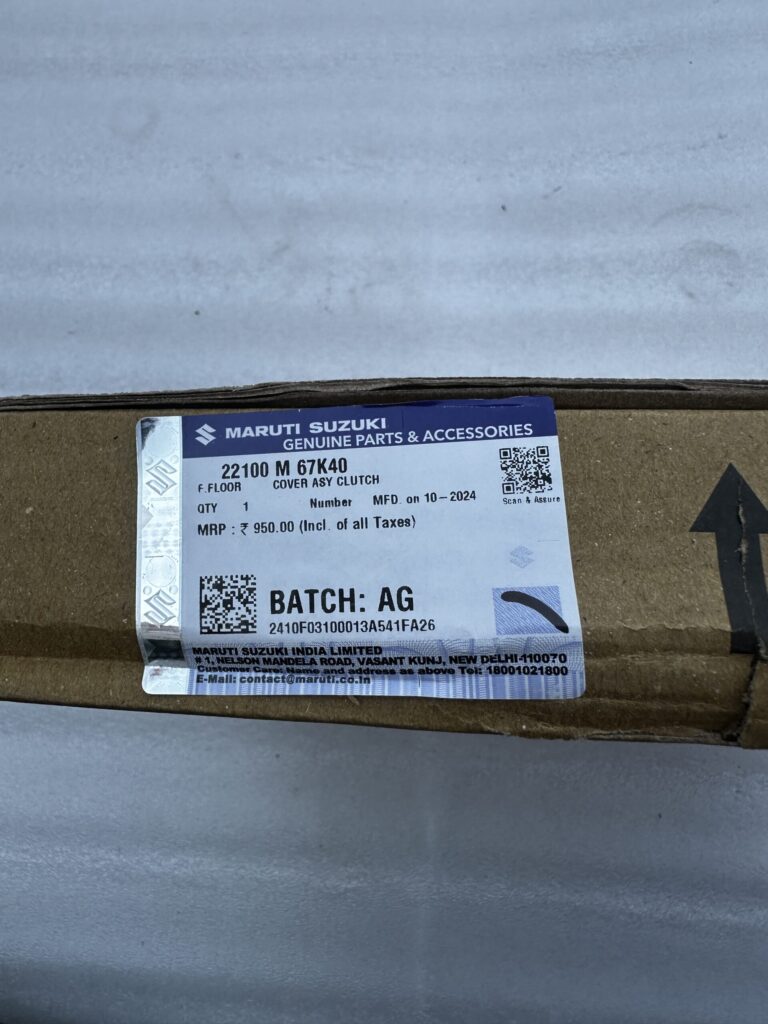 MARUTI SUZUKI
GENUINE PARTS & ACCESSORIES
22100 M 67K40
F.FLOOR COVER ASY CLUTCH
QTY 1 Number MFD. on 10-2024
Scan & Assure
MRP : ₹ 950.00 (Incl. of all Taxes)
BATCH: AG
2410F03100013A541FA26
MARUTI SUZUKI INDIA LIMITED
# 1, NELSON MANDELA ROAD, VASANT KUNJ, NEW DELHI-110070
Customer Care: Name and address as above Tel: 18001021800
E-Mail: contact@maruti.co.in